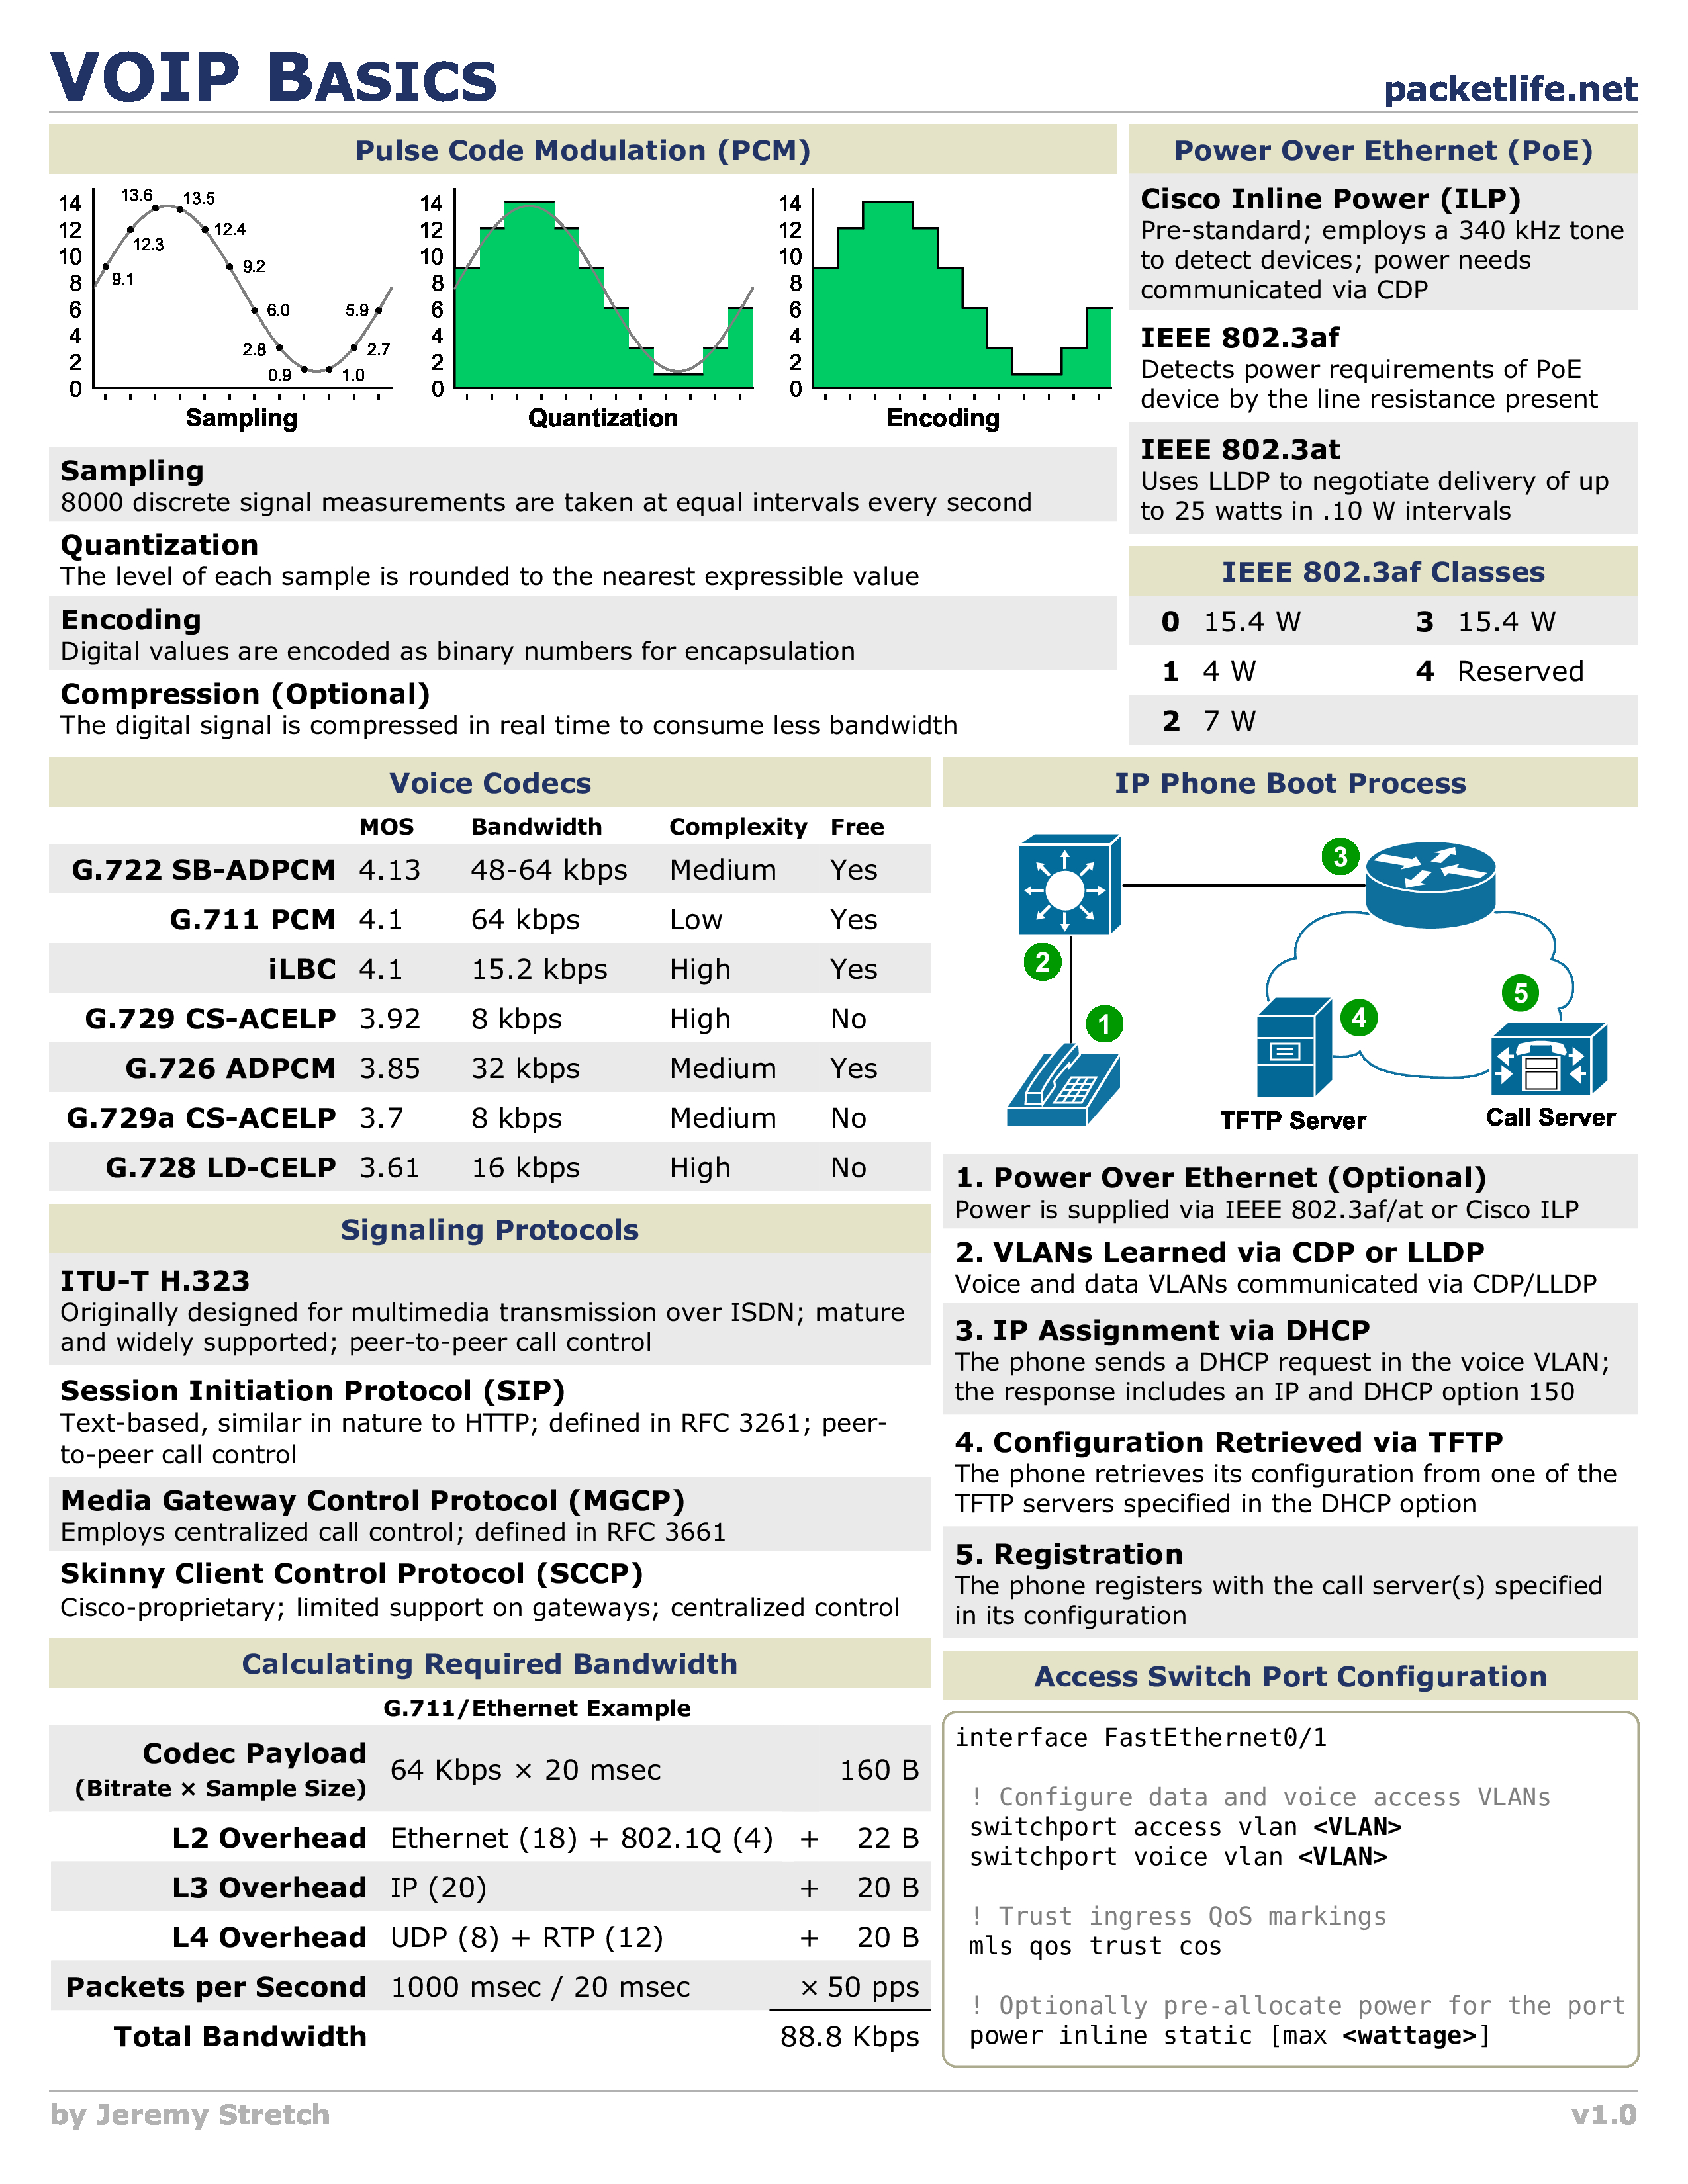 VOIP BASICS
packetlife.net
Pulse Code Modulation (PCM)
14
12
10
8
6
4
2
0
13.6
13.5
12.3
12.4
9.1
9.2
6.0
5.9
2.8
2.7
0.9
1.0
Sampling
14
12
10
8
6
4
2
0
Quantization
14
12
10
8
6
4
2
0
Encoding
Sampling
8000 discrete signal measurements are taken at equal intervals every second
Quantization
The level of each sample is rounded to the nearest expressible value
Encoding
Digital values are encoded as binary numbers for encapsulation
Compression (Optional)
The digital signal is compressed in real time to consume less bandwidth
Power Over Ethernet (PoE)
Cisco Inline Power (ILP)
Pre-standard; employs a 340 kHz tone
to detect devices; power needs
communicated via CDP
IEEE 802.3af
Detects power requirements of PoE
device by the line resistance present
IEEE 802.3at
Uses LLDP to negotiate delivery of up
to 25 watts in .10 W intervals
IEEE 802.3af Classes
0 15.4 W 3 15.4 W
1 4 W 4 Reserved
2 7 W
Voice Codecs
MOS Bandwidth Complexity Free
G.722 SB-ADPCM 4.13 48-64 kbps Medium Yes
G.711 PCM 4.1 64 kbps Low Yes
iLBC 4.1 15.2 kbps High Yes
G.729 CS-ACELP 3.92 8 kbps High No
G.726 ADPCM 3.85 32 kbps Medium Yes
G.729a CS-ACELP 3.7 8 kbps Medium No
G.728 LD-CELP 3.61 16 kbps High No
Signaling Protocols
ITU-T H.323
Originally designed for multimedia transmission over ISDN; mature
and widely supported; peer-to-peer call control
Session Initiation Protocol (SIP)
Text-based, similar in nature to HTTP; defined in RFC 3261; peer-
to-peer call control
Media Gateway Control Protocol (MGCP)
Employs centralized call control; defined in RFC 3661
Skinny Client Control Protocol (SCCP)
Cisco-proprietary; limited support on gateways; centralized control
Calculating Required Bandwidth
G.711/Ethernet Example
Codec Payload
(Bitrate × Sample Size)
64 Kbps × 20 msec 160 B
L2 Overhead Ethernet (18) + 802.1Q (4) + 22 B
L3 Overhead IP (20) + 20 B
L4 Overhead UDP (8) + RTP (12) + 20 B
Packets per Second 1000 msec / 20 msec × 50 pps
Total Bandwidth 88.8 Kbps
IP Phone Boot Process
3
2
5
4
1
TFTP Server
Call Server
1. Power Over Ethernet (Optional)
Power is supplied via IEEE 802.3af/at or Cisco ILP
2. VLANs Learned via CDP or LLDP
Voice and data VLANs communicated via CDP/LLDP
3. IP Assignment via DHCP
The phone sends a DHCP request in the voice VLAN;
the response includes an IP and DHCP option 150
4. Configuration Retrieved via TFTP
The phone retrieves its configuration from one of the
TFTP servers specified in the DHCP option
5. Registration
The phone registers with the call server(s) specified
in its configuration
Access Switch Port Configuration
interface FastEthernet0/1
! Configure data and voice access VLANs
switchport access vlan <VLAN>
switchport voice vlan <VLAN>
! Trust ingress QoS markings
mls qos trust cos
! Optionally pre-allocate power for the port
power inline static [max <wattage>]
by Jeremy Stretch
v1.0